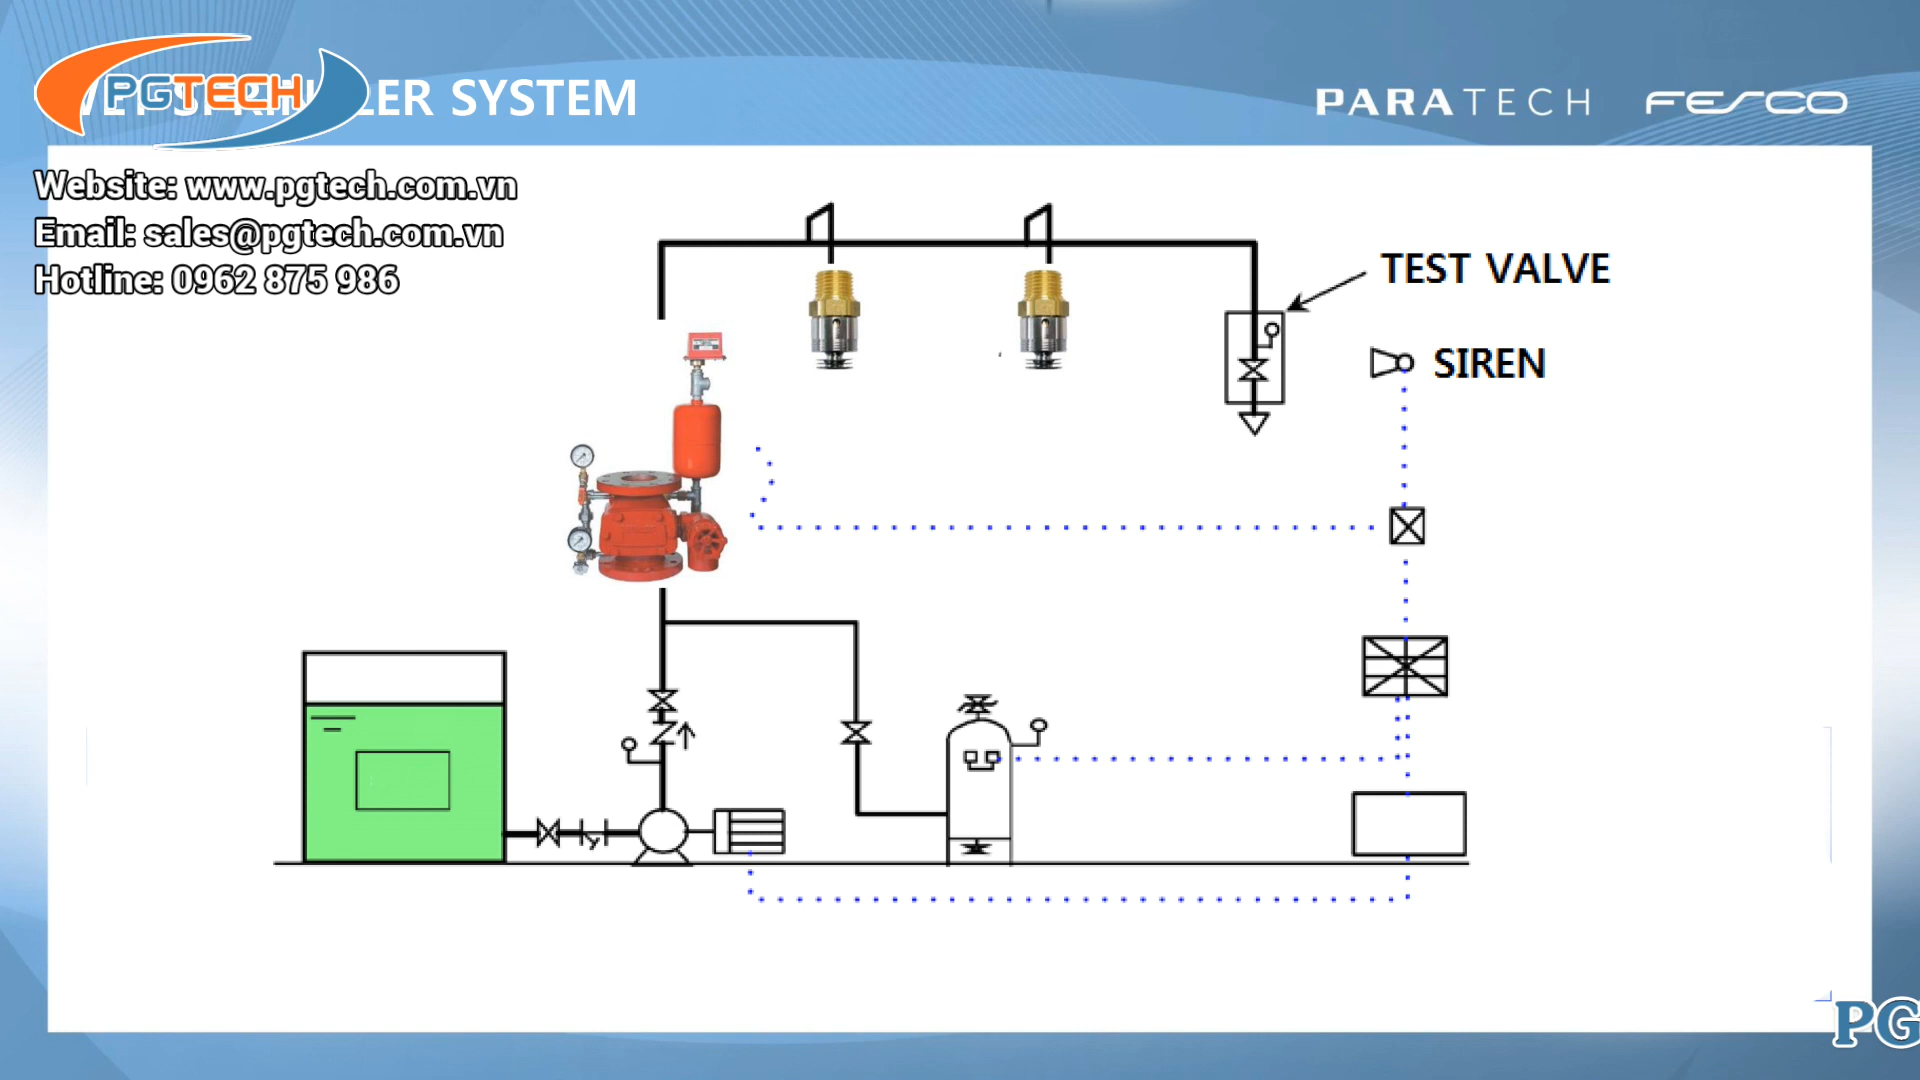 PGTECH
LER SYSTEM
PARATECH FESCO
Website: www.pgtech.com.vn
Email: sales@pgtech.com.vn
Hotline: 0962 875 986
TEST VALVE
SIREN
PG